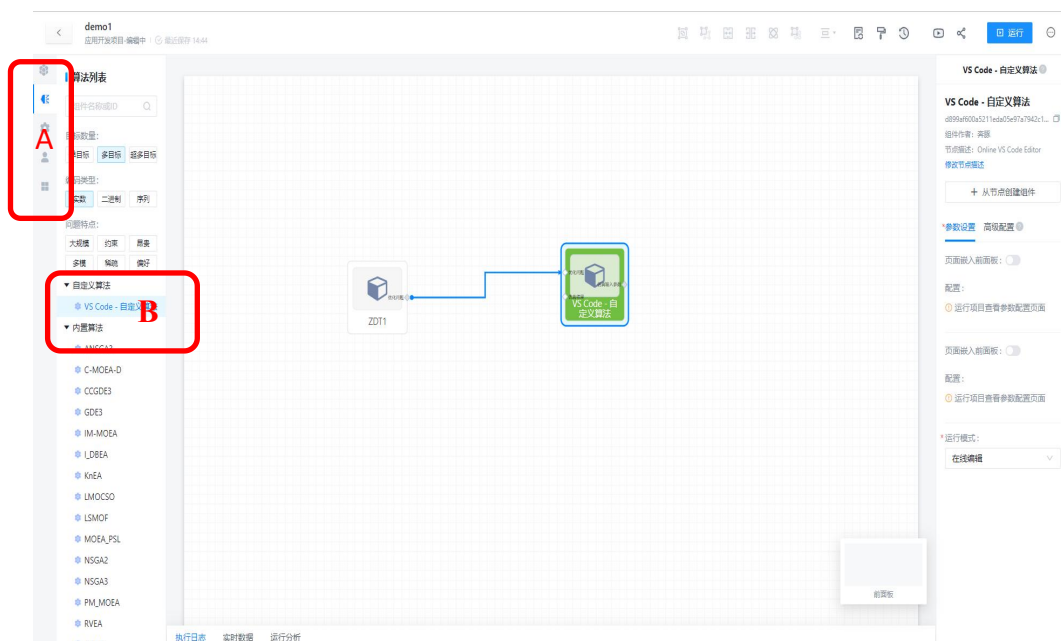 demo1
应用开发项目-编辑中
最近保存 14:44
运行
A
算法列表
组件名称或ID
目标数量:
单目标 多目标 超多目标
编码类型:
实数 二进制 序列
问题特点:
大规模 约束 昂贵
多模 稀疏 偏好
自定义算法
VS Code - 自定义算法
B
内置算法
ANSGA3
C-MOEA-D
CCGDE3
GDE3
IM-MOEA
I_DBEA
KnEA
LMOCSO
LSMOF
MOEA_PSL
NSGA2
NSGA3
PM_MOEA
RVEA
ZDT1
VS Code - 自
定义算法
前面板
执行日志 实时数据 运行分析
VS Code - 自定义算法
VS Code - 自定义算法
d899af600a5211eda05e97a7942c1...
节点描述: Online VS Code Editor
修改节点描述
+ 从节点创建组件
*参数设置 高级配置
页面嵌入前面板:
配置:
运行项目查看参数配置页面
页面嵌入前面板:
配置:
运行项目查看参数配置页面
*运行模式:
在线编辑